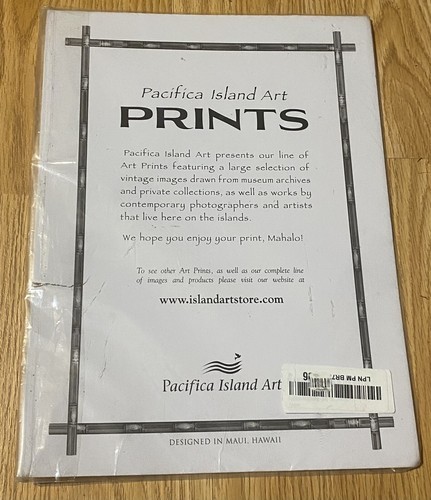 Pacifica Island Art
PRINTS
Pacifica Island Art presents our line of
Art Prints featuring a large selection of
vintage images drawn from museum archives
and private collections, as well as works by
contemporary photographers and artists
that live here on the islands.
We hope you enjoy your print, Mahalo!
To see other Art Prints, as well as our complete line
of images and products please visit our website at
www.islandartstore.com
Pacifica Island Art
LPN PM BR
DESIGNED IN MAUI, HAWAII